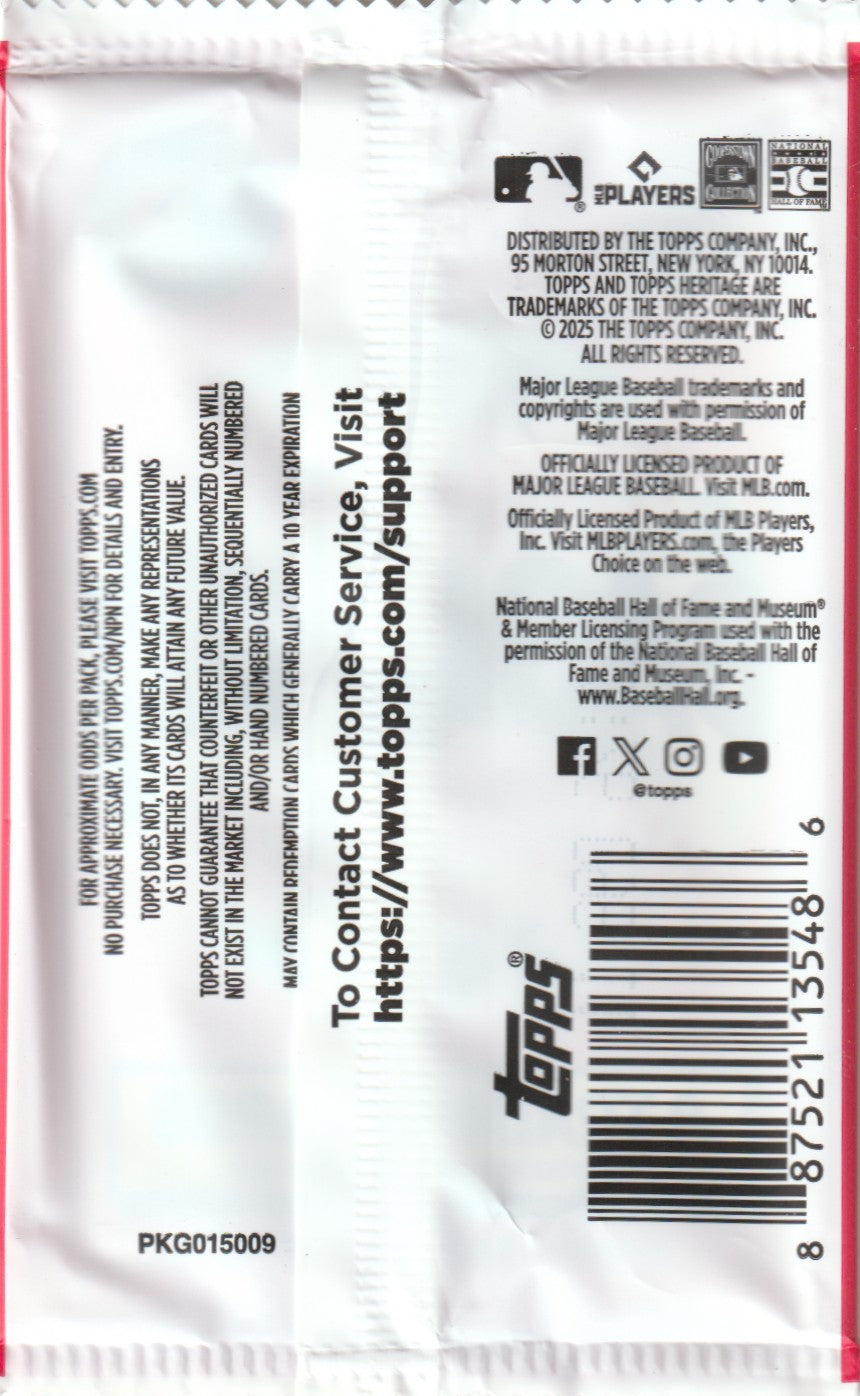 FOR APPROXIMATE ODDS PER PACK, PLEASE VISIT TOPPS.COM
NO PURCHASE NECESSARY. VISIT TOPPS.COM/NPN FOR DETAILS AND ENTRY.
TOPPS DOES NOT, IN ANY MANNER, MAKE ANY REPRESENTATIONS
AS TO WHETHER ITS CARDS WILL ATTAIN ANY FUTURE VALUE.
TOPPS CANNOT GUARANTEE THAT COUNTERFEIT OR OTHER UNAUTHORIZED CARDS WILL
NOT EXIST IN THE MARKET INCLUDING, WITHOUT LIMITATION, SEQUENTIALLY NUMBERED
AND/OR HAND NUMBERED CARDS.
MAY CONTAIN REDEMPTION CARDS WHICH GENERALLY CARRY A 10 YEAR EXPIRATION
To Contact Customer Service, Visit
https://www.topps.com/support
PKG015009
MLB PLAYERS
COOPERSTOWN
COLLECTION
NATIONAL
BASEBALL
HALL OF FAME
DISTRIBUTED BY THE TOPPS COMPANY, INC.,
95 MORTON STREET, NEW YORK, NY 10014.
TOPPS AND TOPPS HERITAGE ARE
TRADEMARKS OF THE TOPPS COMPANY, INC.
© 2025 THE TOPPS COMPANY, INC.
ALL RIGHTS RESERVED.
Major League Baseball trademarks and
copyrights are used with permission of
Major League Baseball.
OFFICIALLY LICENSED PRODUCT OF
MAJOR LEAGUE BASEBALL. Visit MLB.com.
Officially Licensed Product of MLB Players,
Inc. Visit MLBPLAYERS.com, the Players
Choice on the web.
National Baseball Hall of Fame and Museum®
& Member Licensing Program used with the
permission of the National Baseball Hall of
Fame and Museum, Inc. -
www.BaseballHall.org.
@topps
topps®
8 87521 13548 6